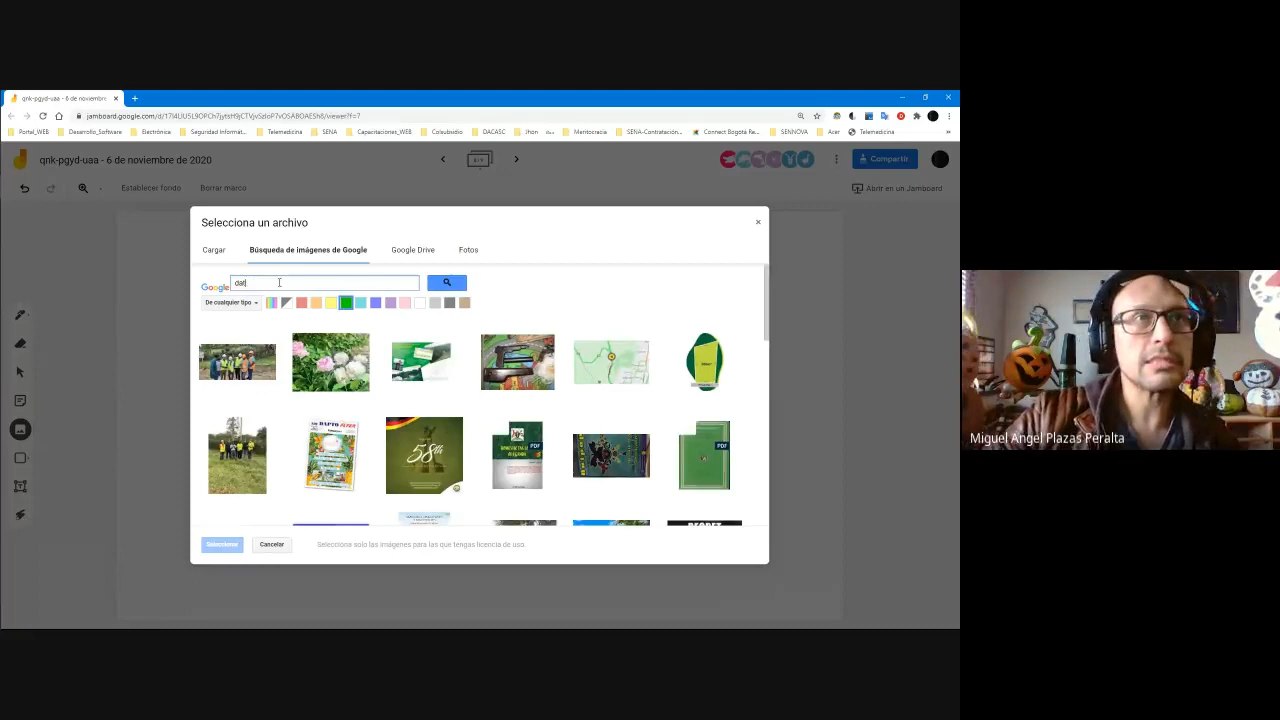 qnk-pgyd-uaa - 6 de noviembre
jamboard.google.com/d/17I4UU5L9OPCh7jytsH9jCTVjvSzIoP7vOSABOAE5h8/viewer?f=7
Portal_WEB
Desarrollo_Software
Electrónica
Seguridad Informát...
Telemedicina
SENA
Capacitaciónes_WEB
Colsubsidio
DACASC
Jhon
Meritocracia
SENA-Contratación...
Connect Bogotá Re...
SENNOVA
Acer
Telemedicina
qnk-pgyd-uaa - 6 de noviembre de 2020
Compartir
Establecer fondo
Borrar marco
Abrir en un Jamboard
Selecciona un archivo
Cargar
Búsqueda de imágenes de Google
Google Drive
Fotos
Google
dat
De cualquier tipo
58th
PDF
PDF
Seleccionar
Cancelar
Selecciona solo las imágenes para las que tengas licencia de uso.
Miguel Angel Plazas Peralta